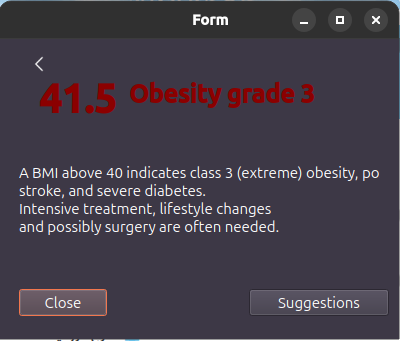 Form
41.5 Obesity grade 3
A BMI above 40 indicates class 3 (extreme) obesity, po
stroke, and severe diabetes.
Intensive treatment, lifestyle changes
and possibly surgery are often needed.
Close
Suggestions